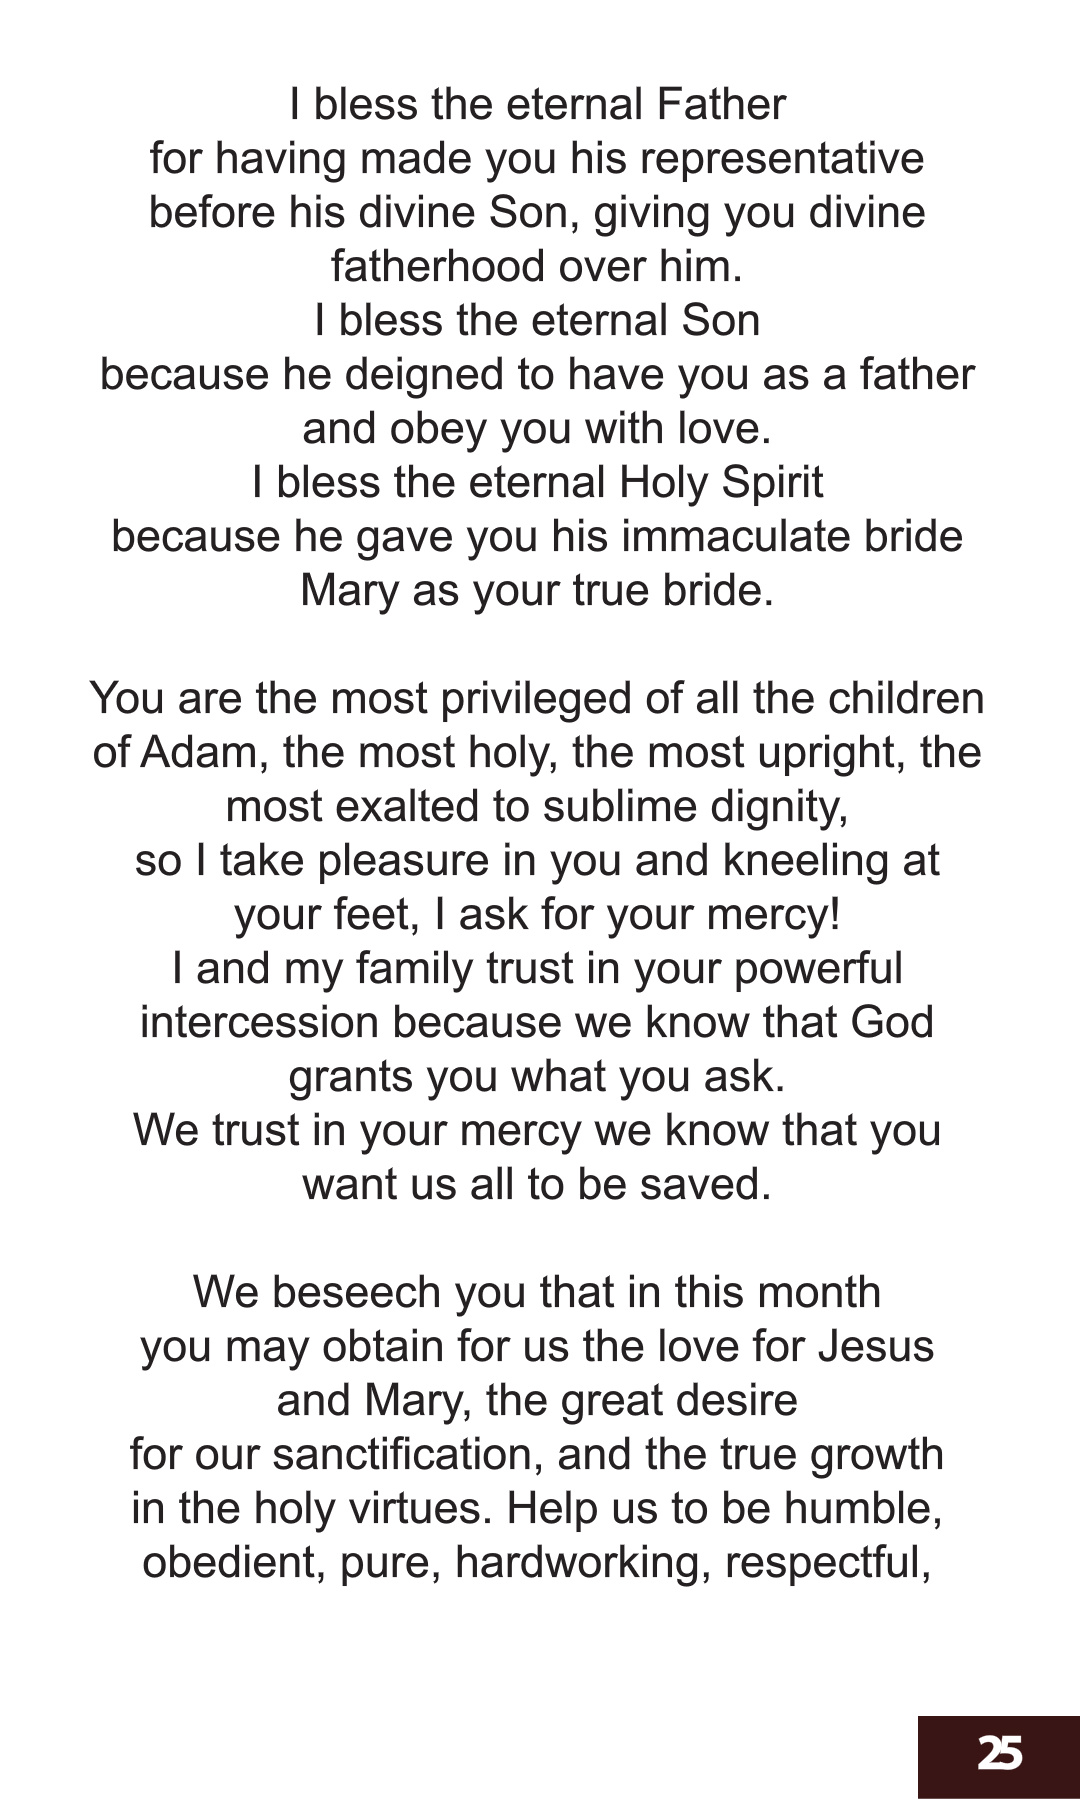 I bless the eternal Father
for having made you his representative
before his divine Son, giving you divine
fatherhood over him.
I bless the eternal Son
because he deigned to have you as a father
and obey you with love.
I bless the eternal Holy Spirit
because he gave you his immaculate bride
Mary as your true bride.
You are the most privileged of all the children
of Adam, the most holy, the most upright, the
most exalted to sublime dignity,
so I take pleasure in you and kneeling at
your feet, I ask for your mercy!
I and my family trust in your powerful
intercession because we know that God
grants you what you ask.
We trust in your mercy we know that you
want us all to be saved.
We beseech you that in this month
you may obtain for us the love for Jesus
and Mary, the great desire
for our sanctification, and the true growth
in the holy virtues. Help us to be humble,
obedient, pure, hardworking, respectful,
25